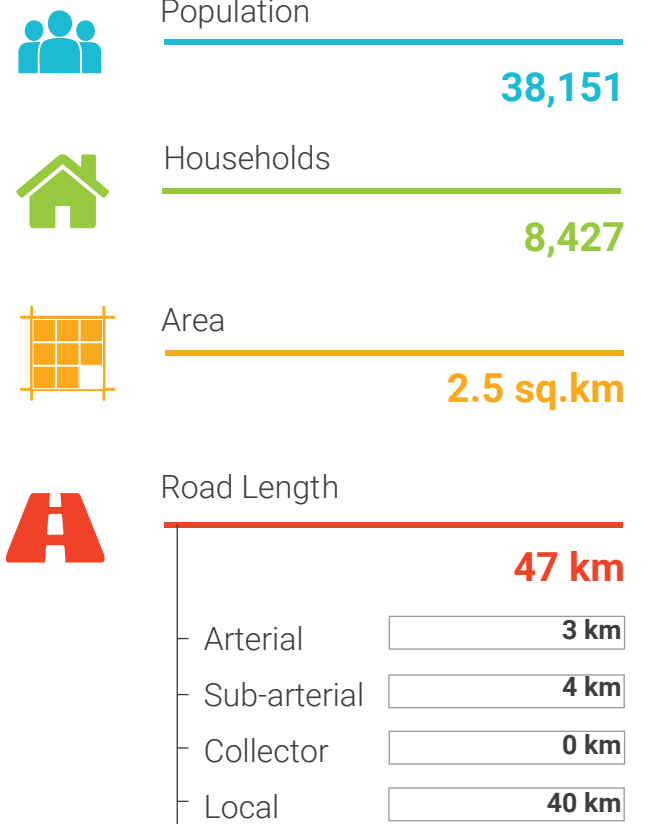 Population
38,151
Households
8,427
Area
2.5 sq.km
Road Length
47 km
Arterial 3 km
Sub-arterial 4 km
Collector 0 km
Local 40 km